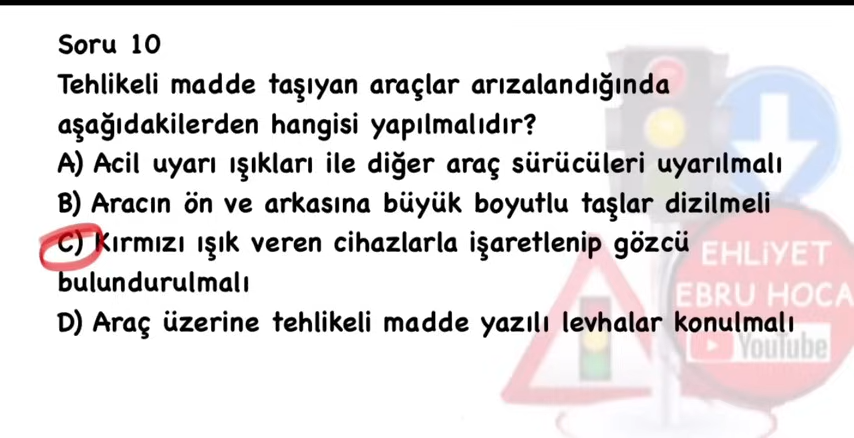 Soru 10
Tehlikeli madde taşıyan araçlar arızalandığında
aşağıdakilerden hangisi yapılmalıdır?
A) Acil uyarı ışıkları ile diğer araç sürücüleri uyarılmalı
B) Aracın ön ve arkasına büyük boyutlu taşlar dizilmeli
C) Kırmızı ışık veren cihazlarla işaretlenip gözcü
bulundurulmalı
D) Araç üzerine tehlikeli madde yazılı levhalar konulmalı
EHLİYET
EBRU HOCA
YouTube